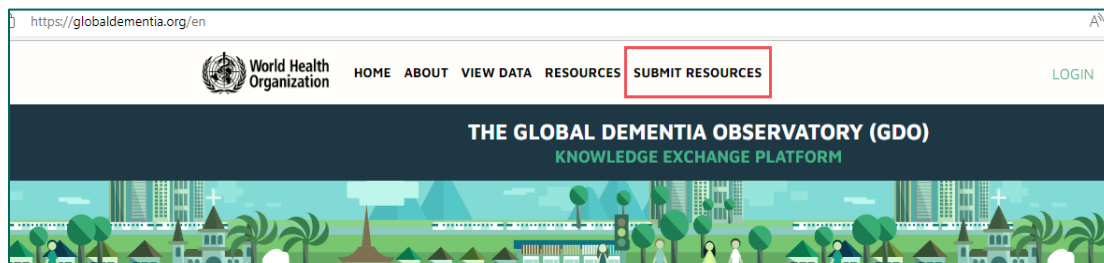 https://globaldementia.org/en
World Health
Organization
HOME ABOUT VIEW DATA RESOURCES SUBMIT RESOURCES
LOGIN
THE GLOBAL DEMENTIA OBSERVATORY (GDO)
KNOWLEDGE EXCHANGE PLATFORM